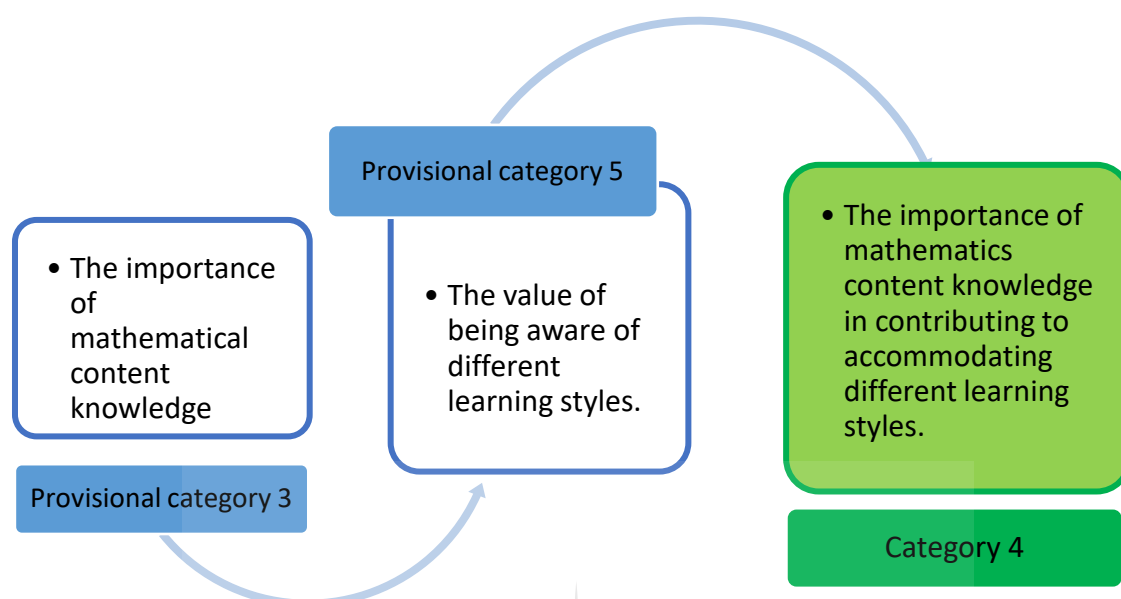 • The importance
of
mathematical
content
knowledge
Provisional category 3
Provisional category 5
• The value of
being aware of
different
learning styles.
• The importance of
mathematics
content knowledge
in contributing to
accommodating
different learning
styles.
Category 4